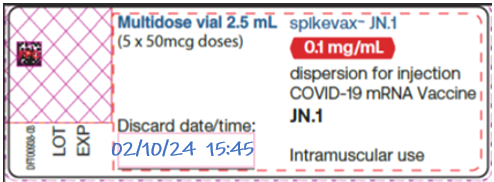 Multidose vial 2.5 mL
(5 x 50mcg doses)
Discard date/time:
02/10/24 15:45
spikevax™ JN.1
0.1 mg/mL
dispersion for injection
COVID-19 mRNA Vaccine
JN.1
Intramuscular use
LOT
EXP